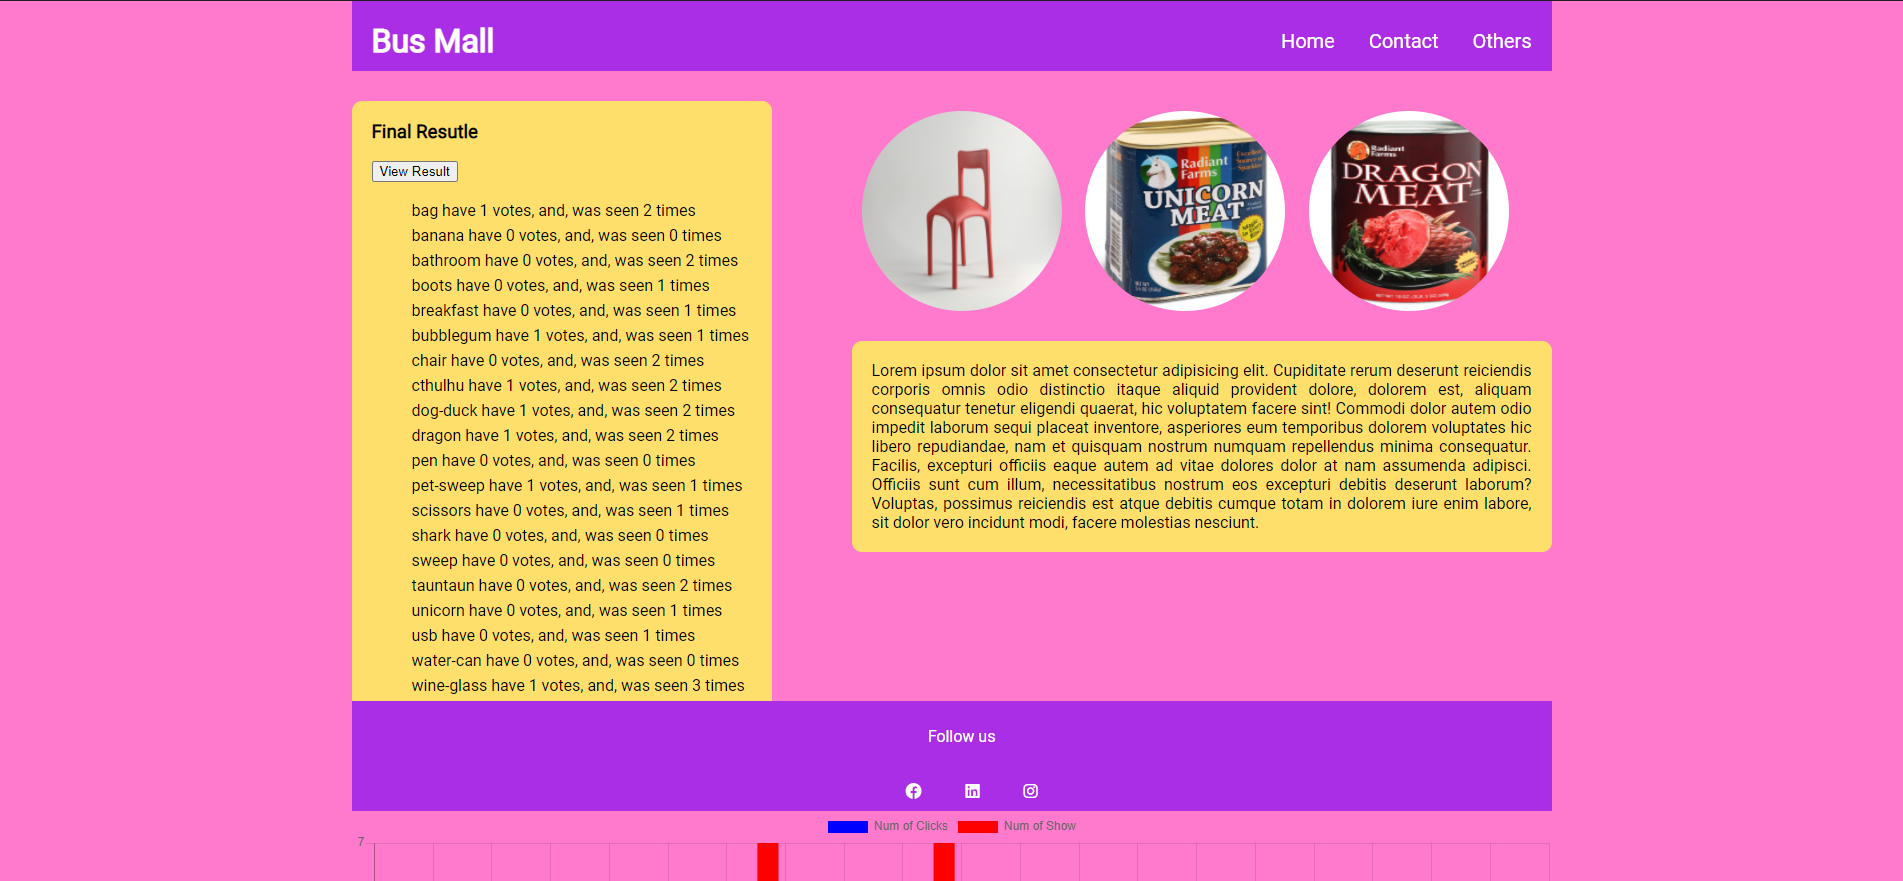 Bus Mall
Home Contact Others
Final Resutle
View Result
bag have 1 votes, and, was seen 2 times
banana have 0 votes, and, was seen 0 times
bathroom have 0 votes, and, was seen 2 times
boots have 0 votes, and, was seen 1 times
breakfast have 0 votes, and, was seen 1 times
bubblegum have 1 votes, and, was seen 1 times
chair have 0 votes, and, was seen 2 times
cthulhu have 1 votes, and, was seen 2 times
dog-duck have 1 votes, and, was seen 2 times
dragon have 1 votes, and, was seen 2 times
pen have 0 votes, and, was seen 0 times
pet-sweep have 1 votes, and, was seen 1 times
scissors have 0 votes, and, was seen 1 times
shark have 0 votes, and, was seen 0 times
sweep have 0 votes, and, was seen 0 times
tauntaun have 0 votes, and, was seen 2 times
unicorn have 0 votes, and, was seen 1 times
usb have 0 votes, and, was seen 1 times
water-can have 0 votes, and, was seen 0 times
wine-glass have 1 votes, and, was seen 3 times
Radiant
Farms
Excellent
Source of
Sparkles
UNICORN
MEAT
Radiant
Farms
DRAGON
MEAT
Lorem ipsum dolor sit amet consectetur adipisicing elit. Cupiditate rerum deserunt reiciendis
corporis omnis odio distinctio itaque aliquid provident dolore, dolorem est, aliquam
consequatur tenetur eligendi quaerat, hic voluptatem facere sint! Commodi dolor autem odio
impedit laborum sequi placeat inventore, asperiores eum temporibus dolorem voluptates hic
libero repudiandae, nam et quisquam nostrum numquam repellendus minima consequatur.
Facilis, excepturi officiis eaque autem ad vitae dolores dolor at nam assumenda adipisci.
Officiis sunt cum illum, necessitatibus nostrum eos excepturi debitis deserunt laborum?
Voluptas, possimus reiciendis est atque debitis cumque totam in dolorem iure enim labore,
sit dolor vero incidunt modi, facere molestias nesciunt.
Follow us
Num of Clicks Num of Show
7